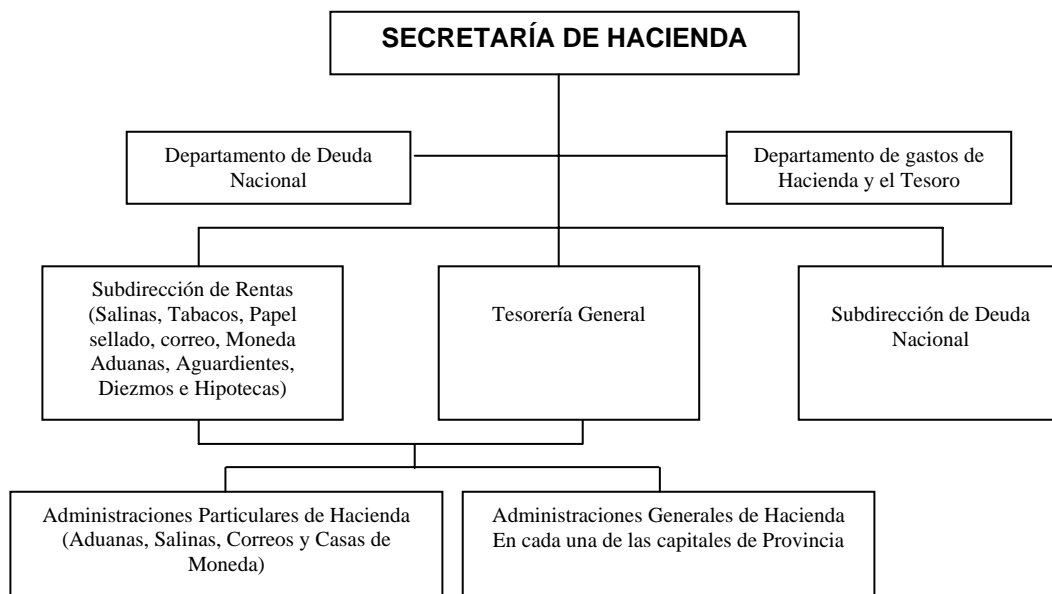 SECRETARÍA DE HACIENDA
Departamento de Deuda
Nacional
Departamento de gastos de
Hacienda y el Tesoro
Subdirección de Rentas
(Salinas, Tabacos, Papel
sellado, correo, Moneda
Aduanas, Aguardientes,
Diezmos e Hipotecas)
Tesorería General
Subdirección de Deuda
Nacional
Administraciones Particulares de Hacienda
(Aduanas, Salinas, Correos y Casas de
Moneda)
Administraciones Generales de Hacienda
En cada una de las capitales de Provincia